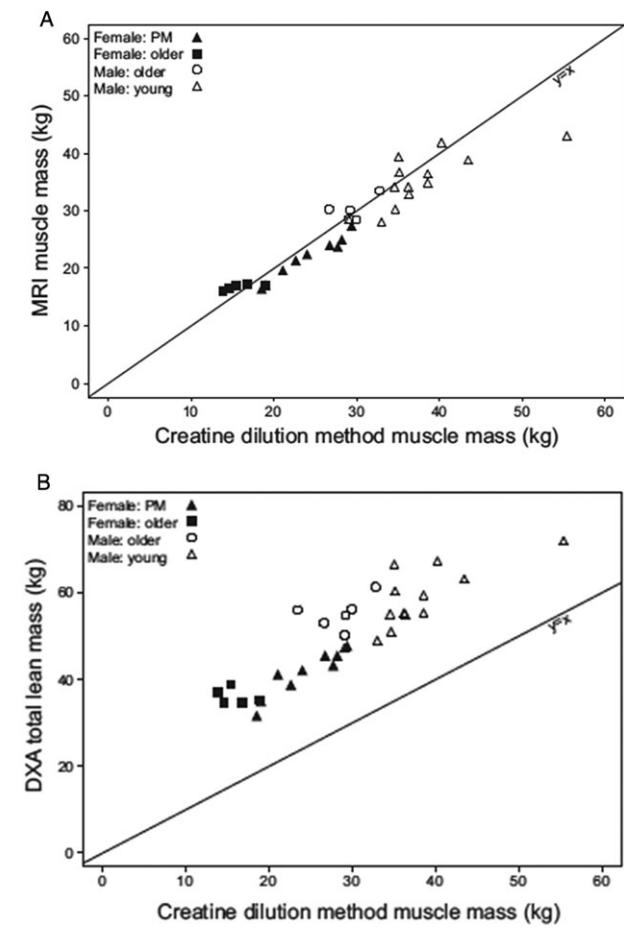 A
Female: PM
Female: older
Male: older
Male: young
60
50
40
30
20
10
0
y=x
MRI muscle mass (kg)
0 10 20 30 40 50 60
Creatine dilution method muscle mass (kg)
B
Female: PM
Female: older
Male: older
Male: young
80
60
40
20
0
y=x
DXA total lean mass (kg)
0 10 20 30 40 50 60
Creatine dilution method muscle mass (kg)